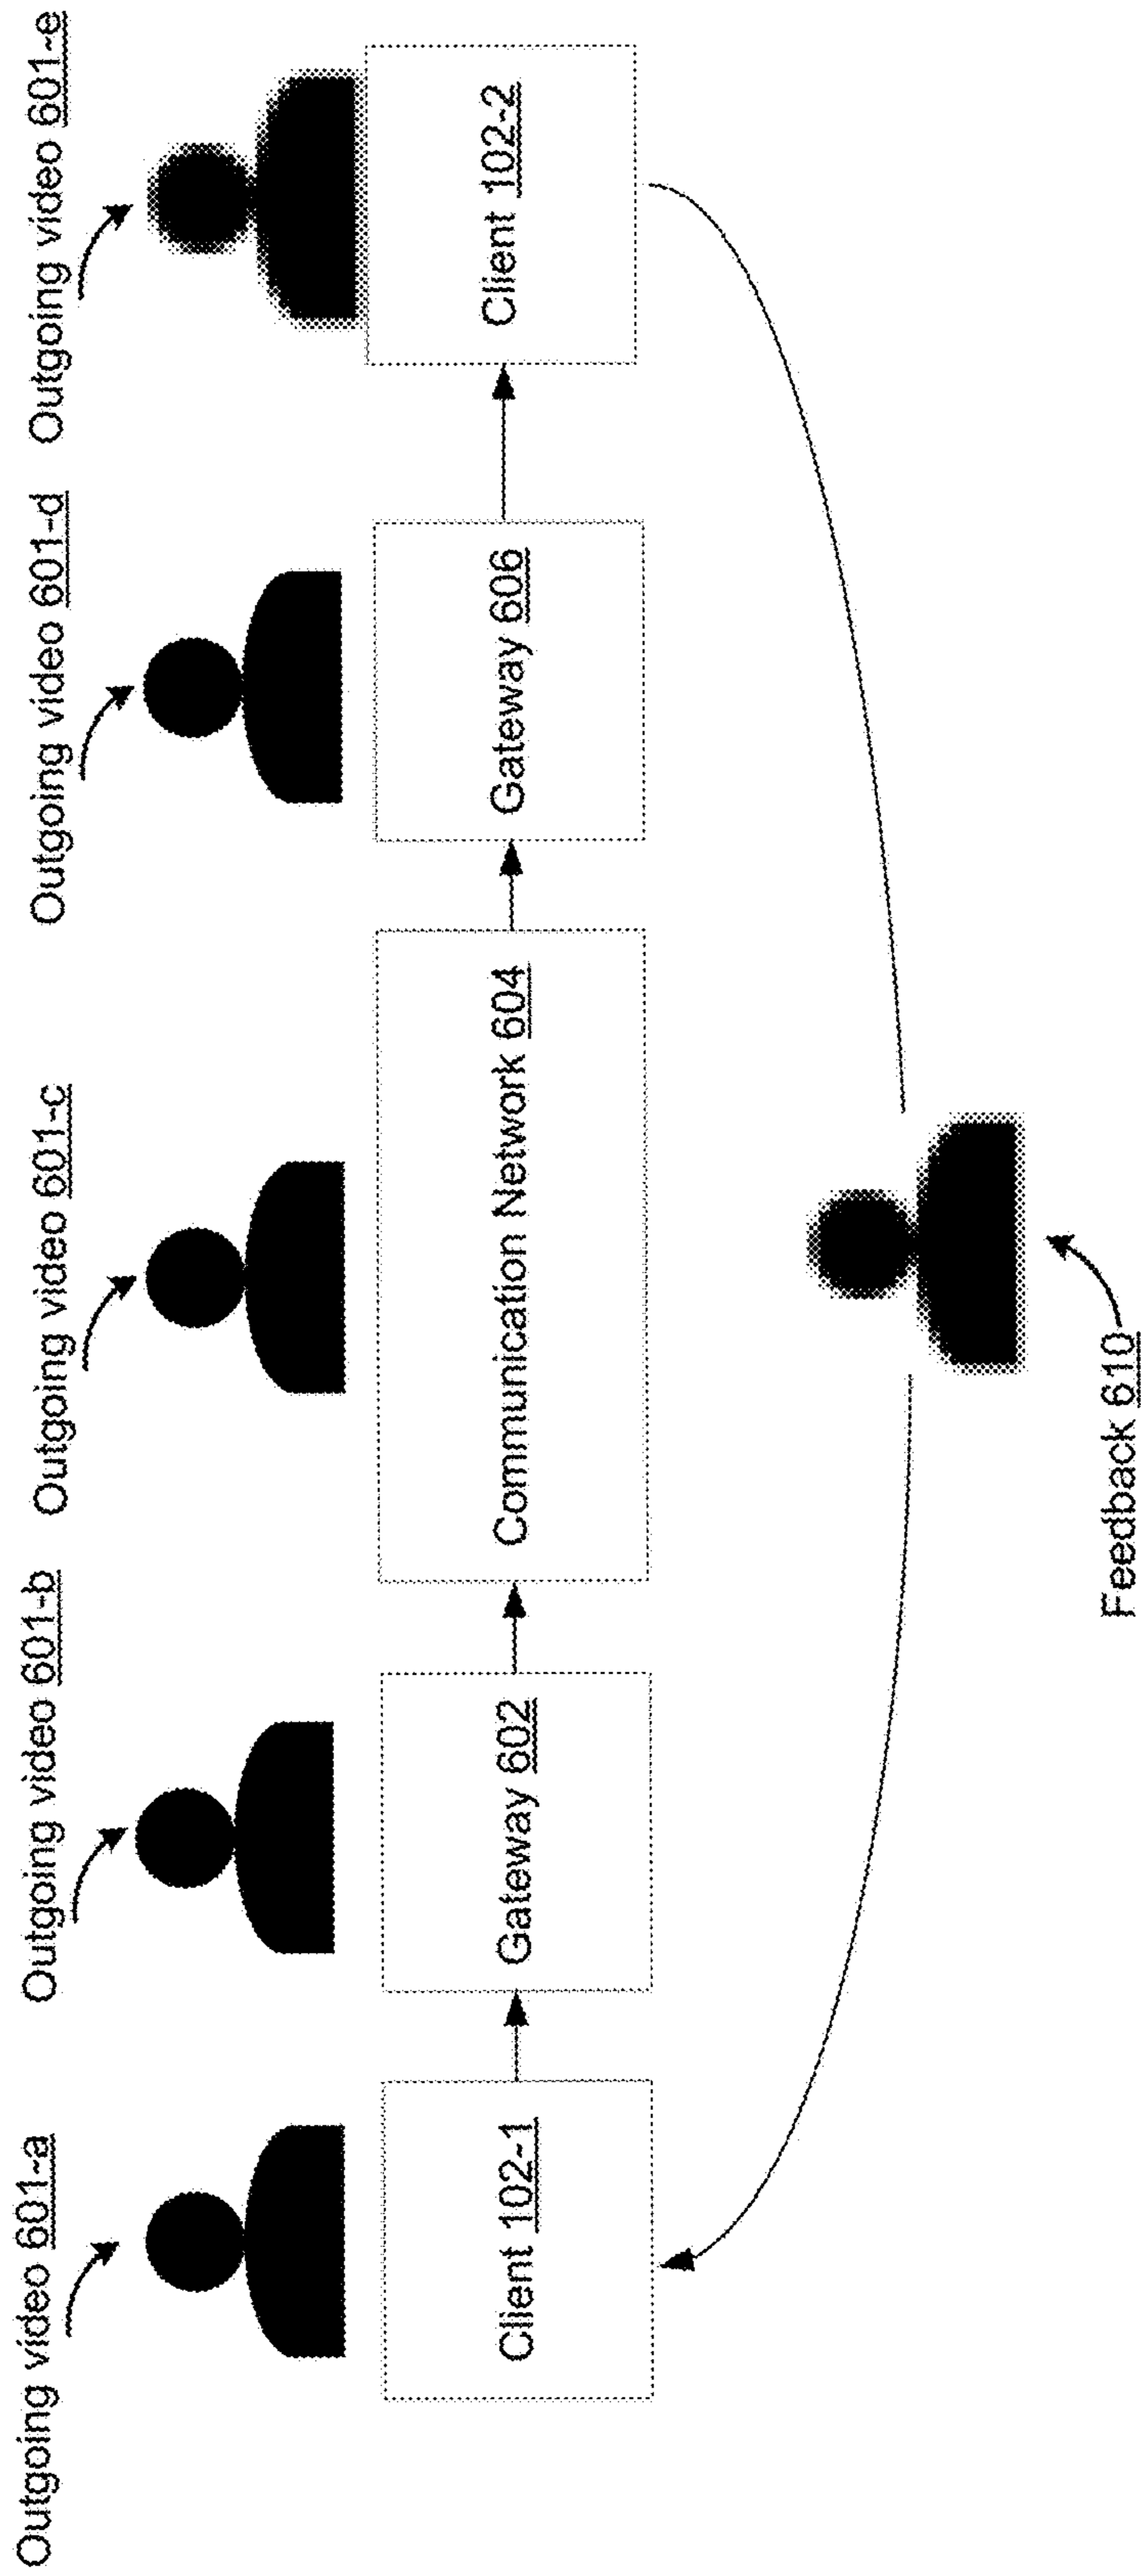 Outgoing video 601-a
Outgoing video 601-b
Outgoing video 601-c
Outgoing video 601-d
Outgoing video 601-e
Client 102-1
Gateway 602
Communication Network 604
Gateway 606
Client 102-2
Feedback 610